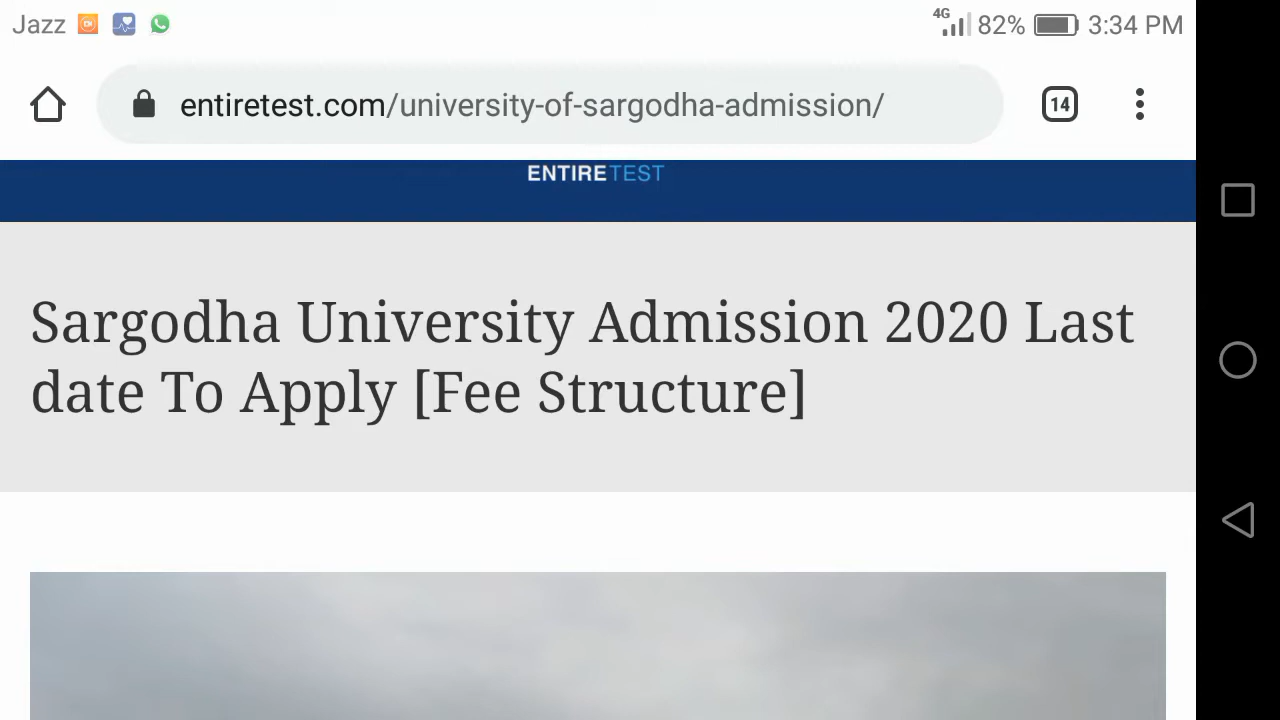 Jazz 4G 82% 3:34 PM
entiretest.com/university-of-sargodha-admission/ 14
ENTIRETEST
Sargodha University Admission 2020 Last
date To Apply [Fee Structure]